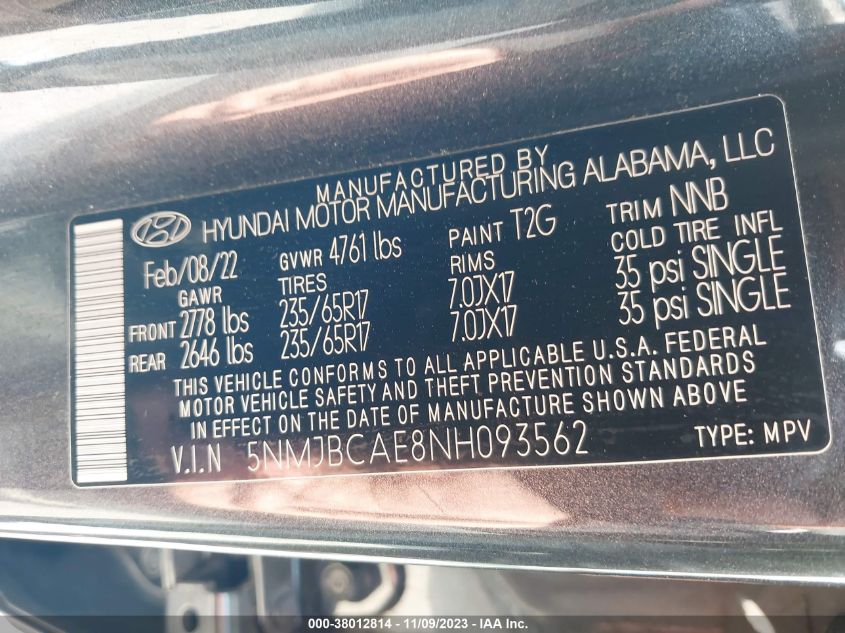 MANUFACTURED BY
HYUNDAI MOTOR MANUFACTURING ALABAMA, LLC
Feb/08/22 GVWR 4761 lbs PAINT T2G TRIM NNB
GAWR TIRES RIMS COLD TIRE INFL
FRONT 2778 lbs 235/65R17 7.0JX17 35 psi SINGLE
REAR 2646 lbs 235/65R17 7.0JX17 35 psi SINGLE
THIS VEHICLE CONFORMS TO ALL APPLICABLE U.S.A. FEDERAL
MOTOR VEHICLE SAFETY AND THEFT PREVENTION STANDARDS
IN EFFECT ON THE DATE OF MANUFACTURE SHOWN ABOVE
V.I.N 5NMJBCAE8NH093562 TYPE: MPV
000-38012814 - 11/09/2023 - IAA Inc.